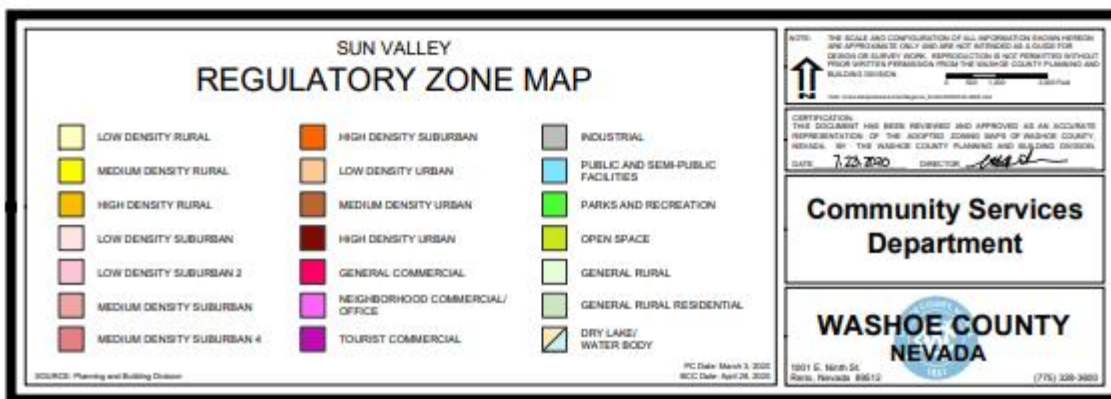 SUN VALLEY
REGULATORY ZONE MAP
LOW DENSITY RURAL
MEDIUM DENSITY RURAL
HIGH DENSITY RURAL
LOW DENSITY SUBURBAN
LOW DENSITY SUBURBAN 2
MEDIUM DENSITY SUBURBAN
MEDIUM DENSITY SUBURBAN 4
HIGH DENSITY SUBURBAN
LOW DENSITY URBAN
MEDIUM DENSITY URBAN
HIGH DENSITY URBAN
GENERAL COMMERCIAL
NEIGHBORHOOD COMMERCIAL/
OFFICE
TOURIST COMMERCIAL
INDUSTRIAL
PUBLIC AND SEMI-PUBLIC
FACILITIES
PARKS AND RECREATION
OPEN SPACE
GENERAL RURAL
GENERAL RURAL RESIDENTIAL
DRY LAKE/
WATER BODY
SOURCE: Planning and Building Division
PC Date: March 3, 2020
BCC Date: April 28, 2020
NOTE: THE SCALE AND CONFIGURATION OF ALL INFORMATION SHOWN HEREON
ARE APPROXIMATE ONLY AND ARE NOT INTENDED AS A GUIDE FOR
DESIGN OR SURVEY WORK. REPRODUCTION IS NOT PERMITTED WITHOUT
PRIOR WRITTEN PERMISSION FROM THE WASHOE COUNTY PLANNING AND
BUILDING DIVISION.
CERTIFICATION:
THIS DOCUMENT HAS BEEN REVIEWED AND APPROVED AS AN ACCURATE
REPRESENTATION OF THE ADOPTED ZONING MAPS OF WASHOE COUNTY,
NEVADA. BY THE WASHOE COUNTY PLANNING AND BUILDING DIVISION.
DATE 7.23.2020 DIRECTOR
Community Services
Department
WASHOE COUNTY
NEVADA
1001 E. Ninth St.
Reno, Nevada 89512
(775) 328-3600